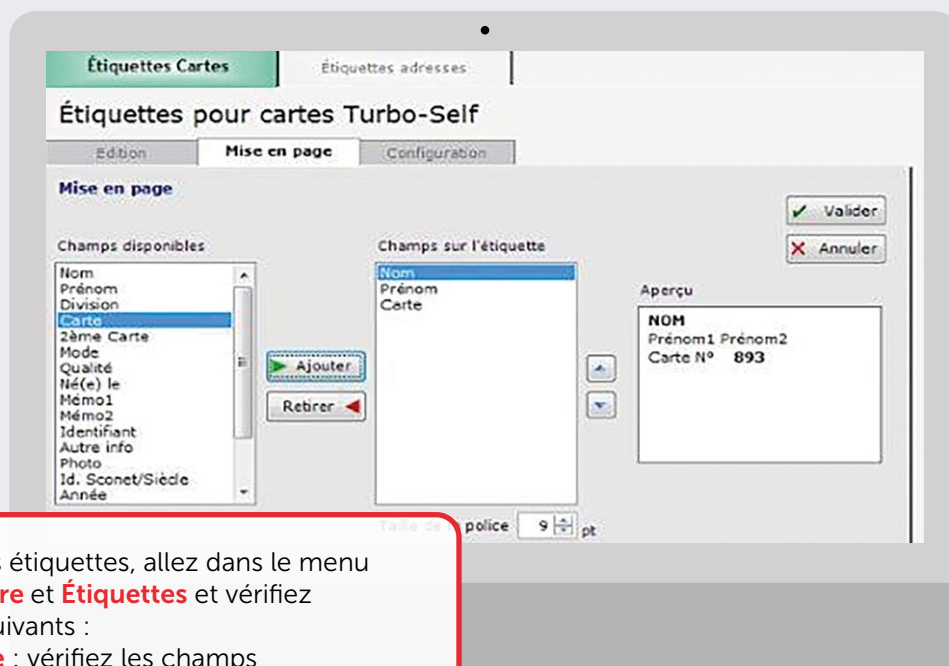 Étiquettes Cartes
Étiquettes adresses
Étiquettes pour cartes Turbo-Self
Edition
Mise en page
Configuration
Mise en page
Valider
Annuler
Champs disponibles
Nom
Prénom
Division
Carte
2ème Carte
Mode
Qualité
Né(e) le
Mémo1
Mémo2
Identifiant
Autre info
Photo
Id. Sconet/Siècle
Année
Ajouter
Retirer
Champs sur l'étiquette
Nom
Prénom
Carte
Aperçu
NOM
Prénom1 Prénom2
Carte Nº 893
Taille de police 9 pt
s étiquettes, allez dans le menu
re et Étiquettes et vérifiez
uivants :
e : vérifiez les champs